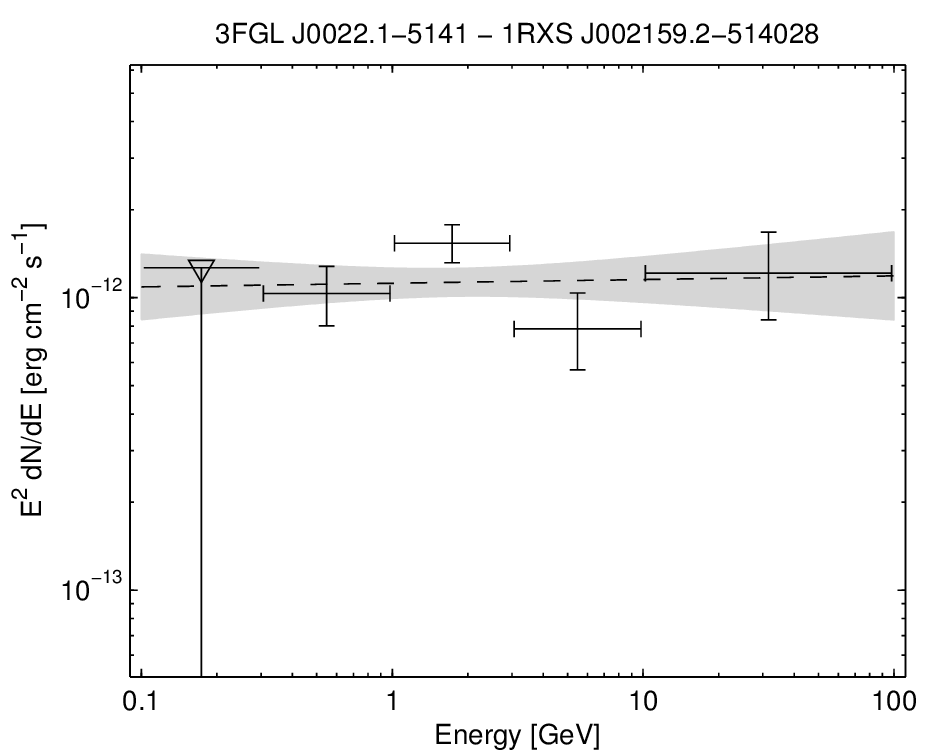 3FGL J0022.1−5141 − 1RXS J002159.2−514028
E² dN/dE [erg cm⁻² s⁻¹]
10⁻¹²
10⁻¹³
0.1 1 10 100
Energy [GeV]